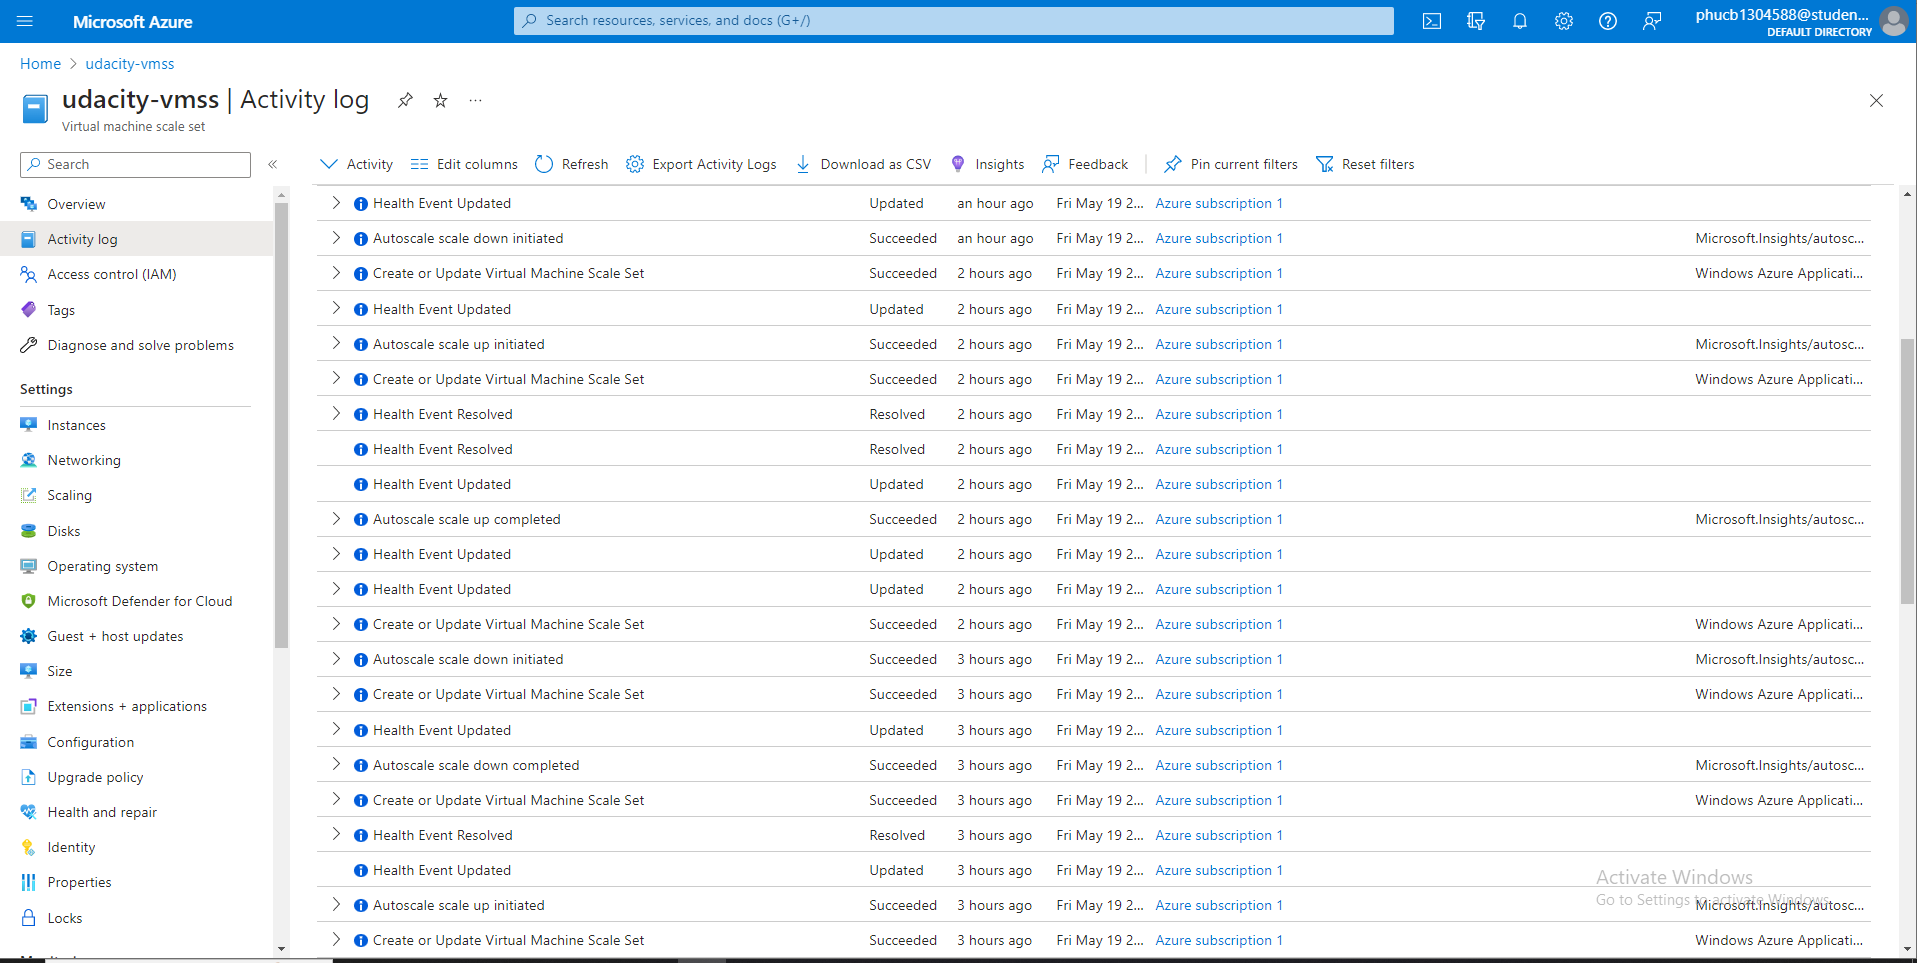 Microsoft Azure
Search resources, services, and docs (G+/)
phucb1304588@studen...
DEFAULT DIRECTORY
Home > udacity-vmss
udacity-vmss | Activity log
Virtual machine scale set
Search
Activity Edit columns Refresh Export Activity Logs Download as CSV Insights Feedback Pin current filters Reset filters
Overview
Activity log
Access control (IAM)
Tags
Diagnose and solve problems
Settings
Instances
Networking
Scaling
Disks
Operating system
Microsoft Defender for Cloud
Guest + host updates
Size
Extensions + applications
Configuration
Upgrade policy
Health and repair
Identity
Properties
Locks
Health Event Updated Updated an hour ago Fri May 19 2... Azure subscription 1
Autoscale scale down initiated Succeeded an hour ago Fri May 19 2... Azure subscription 1 Microsoft.Insights/autosc...
Create or Update Virtual Machine Scale Set Succeeded 2 hours ago Fri May 19 2... Azure subscription 1 Windows Azure Applicati...
Health Event Updated Updated 2 hours ago Fri May 19 2... Azure subscription 1
Autoscale scale up initiated Succeeded 2 hours ago Fri May 19 2... Azure subscription 1 Microsoft.Insights/autosc...
Create or Update Virtual Machine Scale Set Succeeded 2 hours ago Fri May 19 2... Azure subscription 1 Windows Azure Applicati...
Health Event Resolved Resolved 2 hours ago Fri May 19 2... Azure subscription 1
Health Event Resolved Resolved 2 hours ago Fri May 19 2... Azure subscription 1
Health Event Updated Updated 2 hours ago Fri May 19 2... Azure subscription 1
Autoscale scale up completed Succeeded 2 hours ago Fri May 19 2... Azure subscription 1 Microsoft.Insights/autosc...
Health Event Updated Updated 2 hours ago Fri May 19 2... Azure subscription 1
Health Event Updated Updated 2 hours ago Fri May 19 2... Azure subscription 1
Create or Update Virtual Machine Scale Set Succeeded 2 hours ago Fri May 19 2... Azure subscription 1 Windows Azure Applicati...
Autoscale scale down initiated Succeeded 3 hours ago Fri May 19 2... Azure subscription 1 Microsoft.Insights/autosc...
Create or Update Virtual Machine Scale Set Succeeded 3 hours ago Fri May 19 2... Azure subscription 1 Windows Azure Applicati...
Health Event Updated Updated 3 hours ago Fri May 19 2... Azure subscription 1
Autoscale scale down completed Succeeded 3 hours ago Fri May 19 2... Azure subscription 1 Microsoft.Insights/autosc...
Create or Update Virtual Machine Scale Set Succeeded 3 hours ago Fri May 19 2... Azure subscription 1 Windows Azure Applicati...
Health Event Resolved Resolved 3 hours ago Fri May 19 2... Azure subscription 1
Health Event Updated Updated 3 hours ago Fri May 19 2... Azure subscription 1
Autoscale scale up initiated Succeeded 3 hours ago Fri May 19 2... Azure subscription 1 Microsoft.Insights/autosc...
Create or Update Virtual Machine Scale Set Succeeded 3 hours ago Fri May 19 2... Azure subscription 1 Windows Azure Applicati...
Activate Windows
Go to Settings to activate Windows.